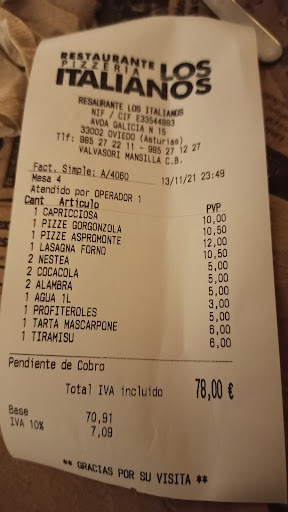 RESTAURANTE
PIZZERIA LOS
ITALIANOS
RESAURANTE LOS ITALIANOS
NIF / CIF E33544883
AVDA GALICIA N 15
33002 OVIEDO (Asturias)
Tlf: 985 27 22 11 - 985 27 12 27
VALVASORI MANSILLA C.B.
Fact. Simple: A/4060 13/11/21 23:49
Mesa 4
Atendido por OPERADOR 1
Cant Artículo PVP
1 CAPRICCIOSA 10,00
1 PIZZE GORGONZOLA 10,50
1 PIZZE ASPROMONTE 12,00
1 LASAGNA FORNO 10,50
2 NESTEA 5,00
2 COCACOLA 5,00
2 ALAMBRA 5,00
1 AGUA 1L 3,00
1 PROFITEROLES 5,00
1 TARTA MASCARPONE 6,00
1 TIRAMISU 6,00
Pendiente de Cobro
Total IVA incluido 78,00 €
Base 70,91
IVA 10% 7,09
** GRACIAS POR SU VISITA **